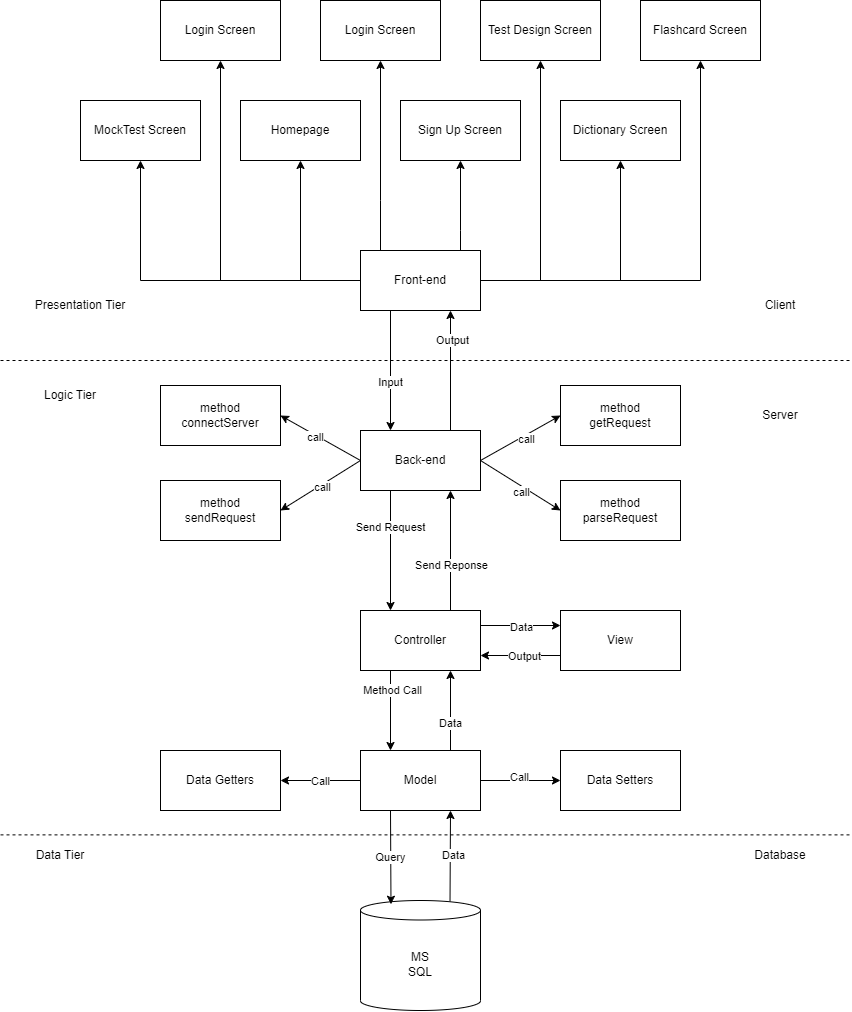 Login Screen
Login Screen
Test Design Screen
Flashcard Screen
MockTest Screen
Homepage
Sign Up Screen
Dictionary Screen
Front-end
Presentation Tier
Client
Output
Input
Logic Tier
Server
method
connectServer
method
getRequest
call
call
Back-end
method
sendRequest
method
parseRequest
call
call
Send Request
Send Reponse
Controller
Data
Output
View
Method Call
Data
Data Getters
Call
Model
Call
Data Setters
Data Tier
Query
Data
Database
MS
SQL